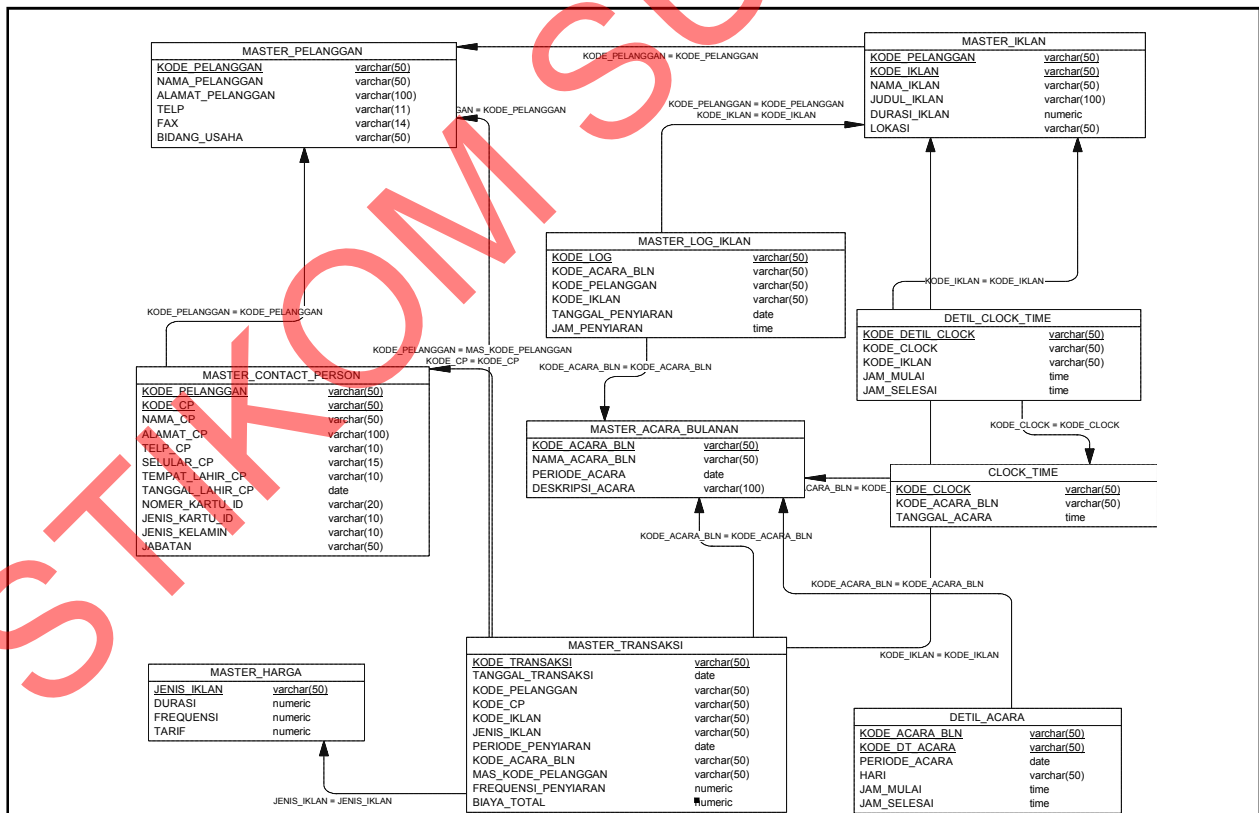 MASTER_PELANGGAN
KODE_PELANGGAN varchar(50)
NAMA_PELANGGAN varchar(50)
ALAMAT_PELANGGAN varchar(100)
TELP varchar(11)
FAX varchar(14)
BIDANG_USAHA varchar(50)
KODE_PELANGGAN = KODE_PELANGGAN
MASTER_IKLAN
KODE_PELANGGAN varchar(50)
KODE_IKLAN varchar(50)
NAMA_IKLAN varchar(50)
JUDUL_IKLAN varchar(100)
DURASI_IKLAN numeric
LOKASI varchar(50)
KODE_PELANGGAN = KODE_PELANGGAN
KODE_IKLAN = KODE_IKLAN
GAN = KODE_PELANGGAN
MASTER_LOG_IKLAN
KODE_LOG varchar(50)
KODE_ACARA_BLN varchar(50)
KODE_PELANGGAN varchar(50)
KODE_IKLAN varchar(50)
TANGGAL_PENYIARAN date
JAM_PENYIARAN time
KODE_IKLAN = KODE_IKLAN
DETIL_CLOCK_TIME
KODE_DETIL_CLOCK varchar(50)
KODE_CLOCK varchar(50)
KODE_IKLAN varchar(50)
JAM_MULAI time
JAM_SELESAI time
KODE_PELANGGAN = KODE_PELANGGAN
KODE_PELANGGAN = MAS_KODE_PELANGGAN
KODE_CP = KODE_CP
KODE_ACARA_BLN = KODE_ACARA_BLN
MASTER_CONTACT_PERSON
KODE_PELANGGAN varchar(50)
KODE_CP varchar(50)
NAMA_CP varchar(50)
ALAMAT_CP varchar(100)
TELP_CP varchar(10)
SELULAR_CP varchar(15)
TEMPAT_LAHIR_CP varchar(10)
TANGGAL_LAHIR_CP date
NOMER_KARTU_ID varchar(20)
JENIS_KARTU_ID varchar(10)
JENIS_KELAMIN varchar(10)
JABATAN varchar(50)
MASTER_ACARA_BULANAN
KODE_ACARA_BLN varchar(50)
NAMA_ACARA_BLN varchar(50)
PERIODE_ACARA date
DESKRIPSI_ACARA varchar(100)
KODE_CLOCK = KODE_CLOCK
CARA_BLN = KODE_
CLOCK_TIME
KODE_CLOCK varchar(50)
KODE_ACARA_BLN varchar(50)
TANGGAL_ACARA time
KODE_ACARA_BLN = KODE_ACARA_BLN
KODE_ACARA_BLN = KODE_ACARA_BLN
MASTER_HARGA
JENIS_IKLAN varchar(50)
DURASI numeric
FREQUENSI numeric
TARIF numeric
JENIS_IKLAN = JENIS_IKLAN
MASTER_TRANSAKSI
KODE_TRANSAKSI varchar(50)
TANGGAL_TRANSAKSI date
KODE_PELANGGAN varchar(50)
KODE_CP varchar(50)
KODE_IKLAN varchar(50)
JENIS_IKLAN varchar(50)
PERIODE_PENYIARAN date
KODE_ACARA_BLN varchar(50)
MAS_KODE_PELANGGAN varchar(50)
FREQUENSI_PENYIARAN numeric
BIAYA_TOTAL numeric
KODE_IKLAN = KODE_IKLAN
DETIL_ACARA
KODE_ACARA_BLN varchar(50)
KODE_DT_ACARA varchar(50)
PERIODE_ACARA date
HARI varchar(50)
JAM_MULAI time
JAM_SELESAI time
STIKOM SU